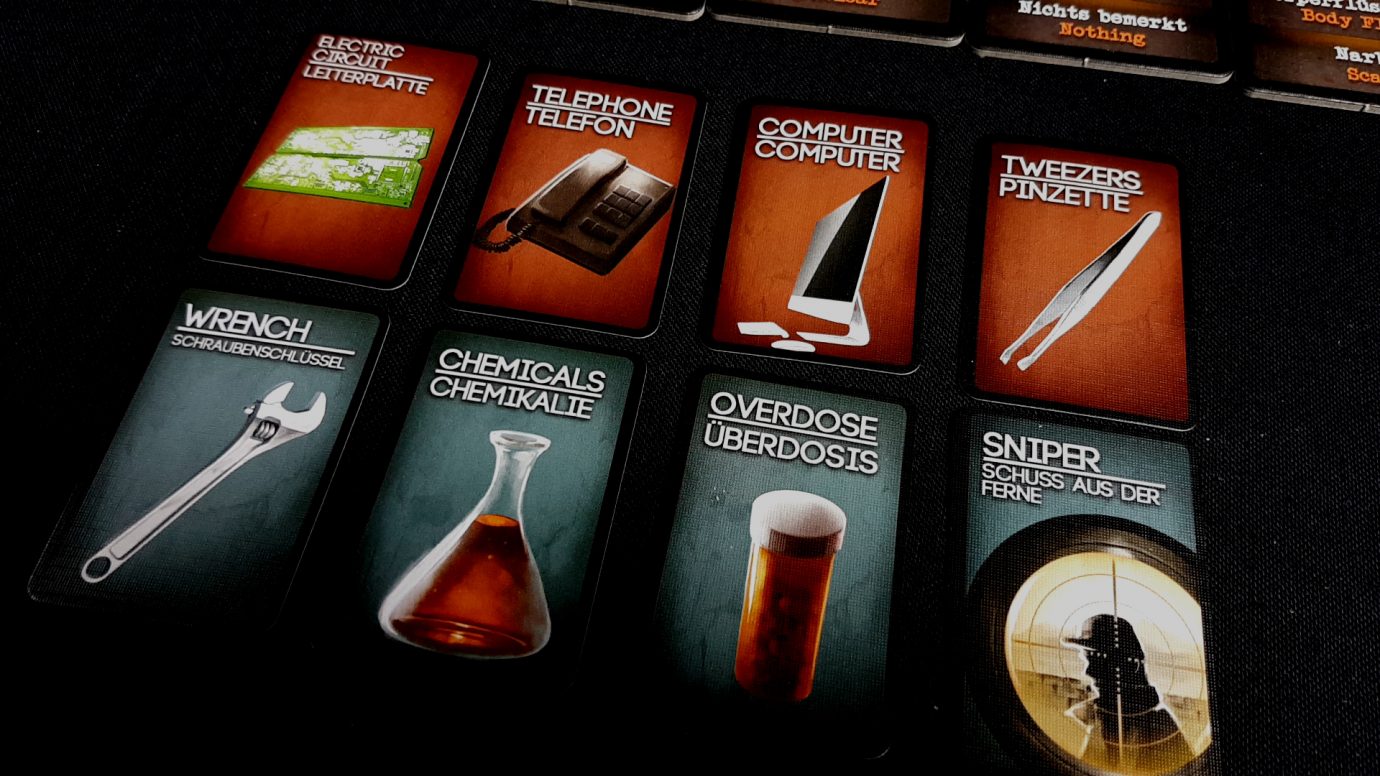 Nichts bemerkt
Nothing
Body
ELECTRIC
CIRCUIT
LEITERPLATTE
TELEPHONE
TELEFON
COMPUTER
COMPUTER
TWEEZERS
PINZETTE
WRENCH
SCHRAUBENSCHLÜSSEL
CHEMICALS
CHEMIKALIE
OVERDOSE
ÜBERDOSIS
SNIPER
SCHUSS AUS DER
FERNE